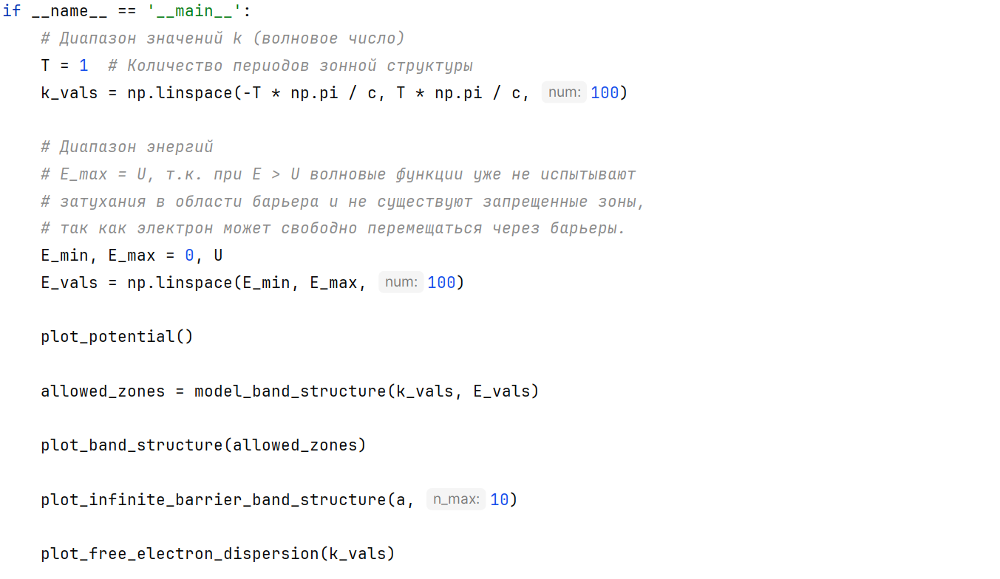 if __name__ == '__main__':
    # Диапазон значений k (волновое число)
    T = 1  # Количество периодов зонной структуры
    k_vals = np.linspace(-T * np.pi / c, T * np.pi / c, num: 100)
    # Диапазон энергий
    # E_max = U, т.к. при E > U волновые функции уже не испытывают
    # затухания в области барьера и не существуют запрещенные зоны,
    # так как электрон может свободно перемещаться через барьеры.
    E_min, E_max = 0, U
    E_vals = np.linspace(E_min, E_max, num: 100)
    plot_potential()
    allowed_zones = model_band_structure(k_vals, E_vals)
    plot_band_structure(allowed_zones)
    plot_infinite_barrier_band_structure(a, n_max: 10)
    plot_free_electron_dispersion(k_vals)